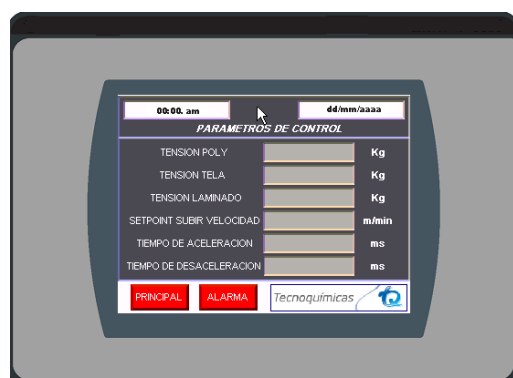 00:00. am dd/mm/aaaa
PARAMETROS DE CONTROL
TENSION POLY Kg
TENSION TELA Kg
TENSION LAMINADO Kg
SETPOINT SUBIR VELOCIDAD m/min
TIEMPO DE ACELERACION ms
TIEMPO DE DESACELERACION ms
PRINCIPAL ALARMA Tecnoquímicas TQ